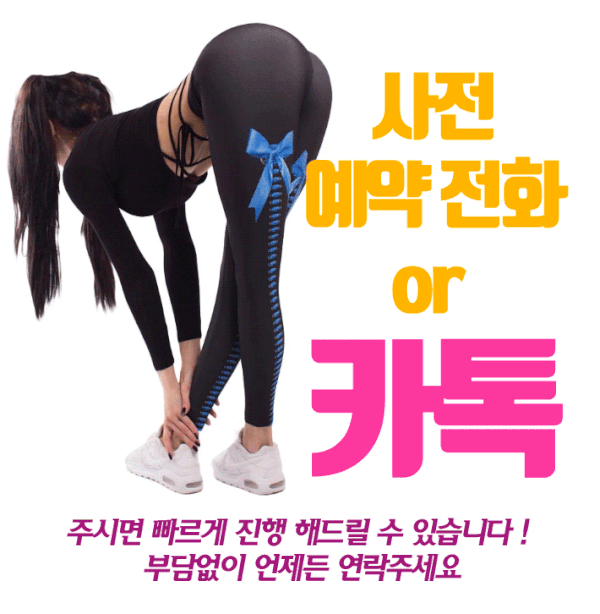 사전
예약 전화
or
카톡
주시면 빠르게 진행 해드릴 수 있습니다 !
부담없이 언제든 연락주세요